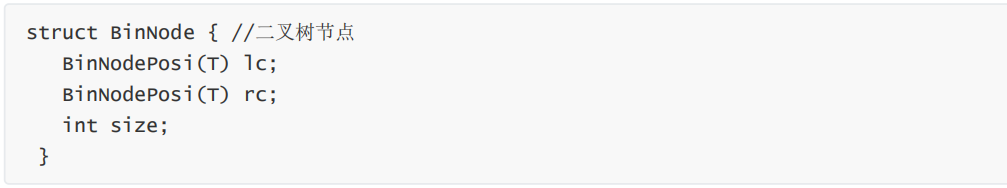 struct BinNode { //二叉树节点
   BinNodePosi(T) lc;
   BinNodePosi(T) rc;
   int size;
 }